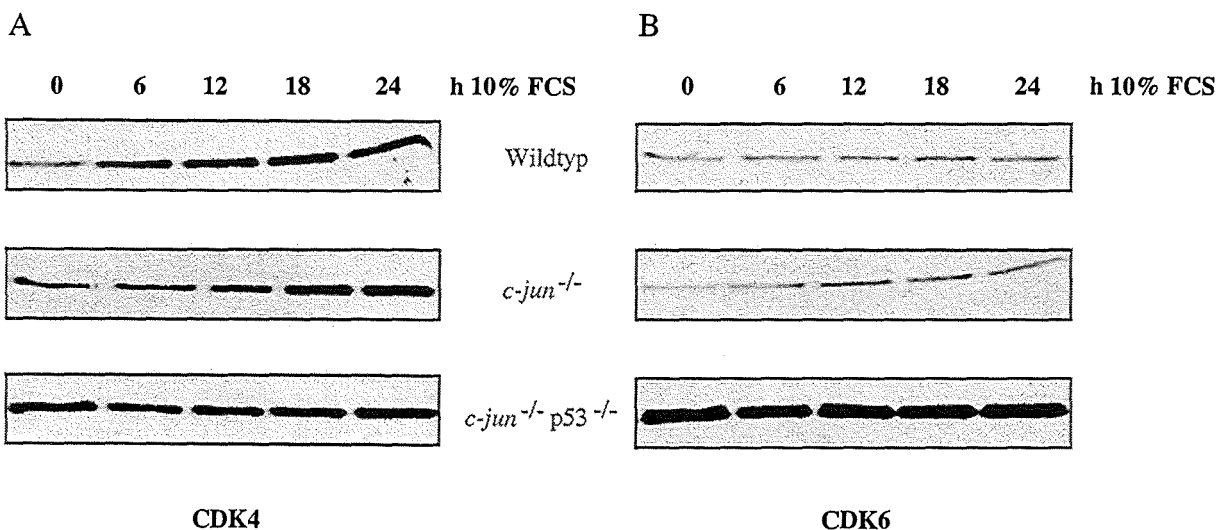 A
B
0 6 12 18 24 h 10% FCS
0 6 12 18 24 h 10% FCS
Wildtyp
c-jun-/-
c-jun-/- p53-/-
CDK4
CDK6